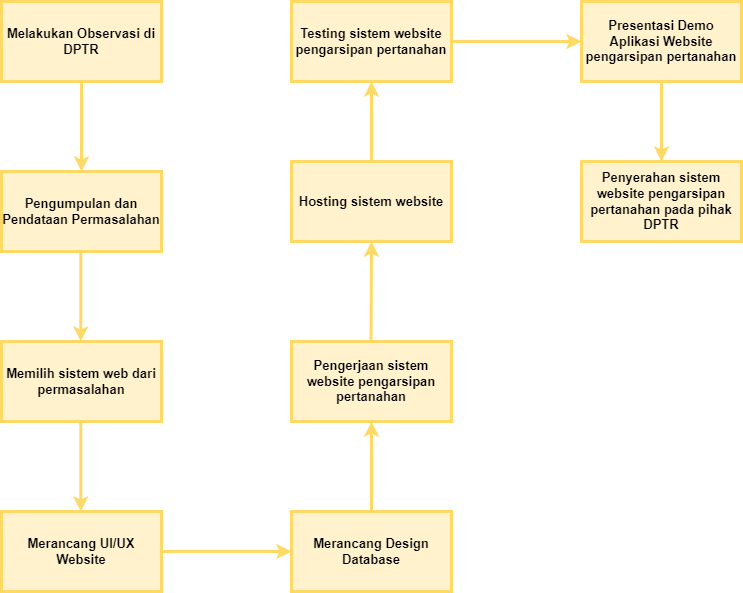 Melakukan Observasi di
DPTR
Pengumpulan dan
Pendataan Permasalahan
Memilih sistem web dari
permasalahan
Merancang UI/UX
Website
Merancang Design
Database
Pengerjaan sistem
website pengarsipan
pertanahan
Hosting sistem website
Testing sistem website
pengarsipan pertanahan
Presentasi Demo
Aplikasi Website
pengarsipan pertanahan
Penyerahan sistem
website pengarsipan
pertanahan pada pihak
DPTR